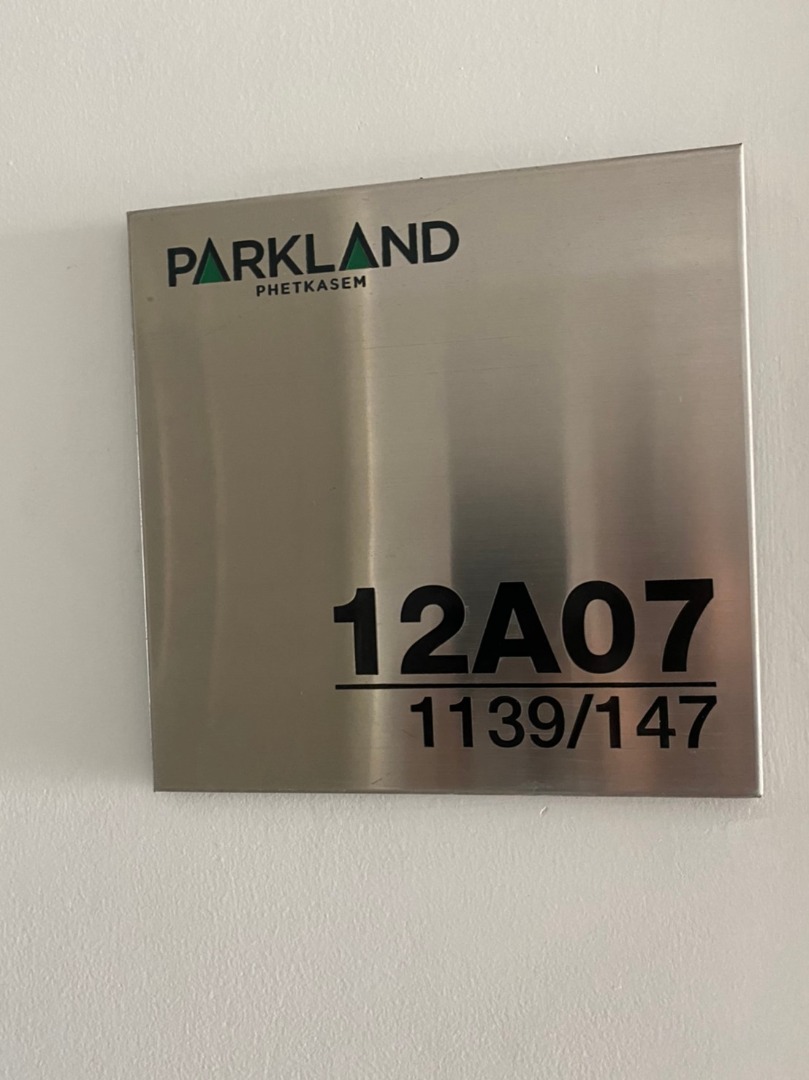 PARKLAND
PHETKASEM
12A07
1139/147